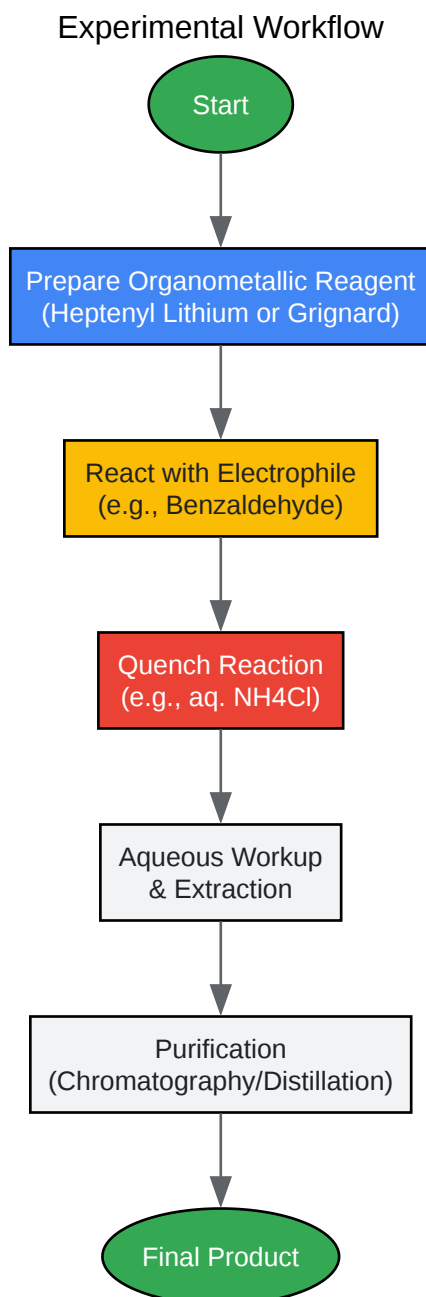 Experimental Workflow
Start
Prepare Organometallic Reagent
(Heptenyl Lithium or Grignard)
React with Electrophile
(e.g., Benzaldehyde)
Quench Reaction
(e.g., aq. NH4Cl)
Aqueous Workup
& Extraction
Purification
(Chromatography/Distillation)
Final Product